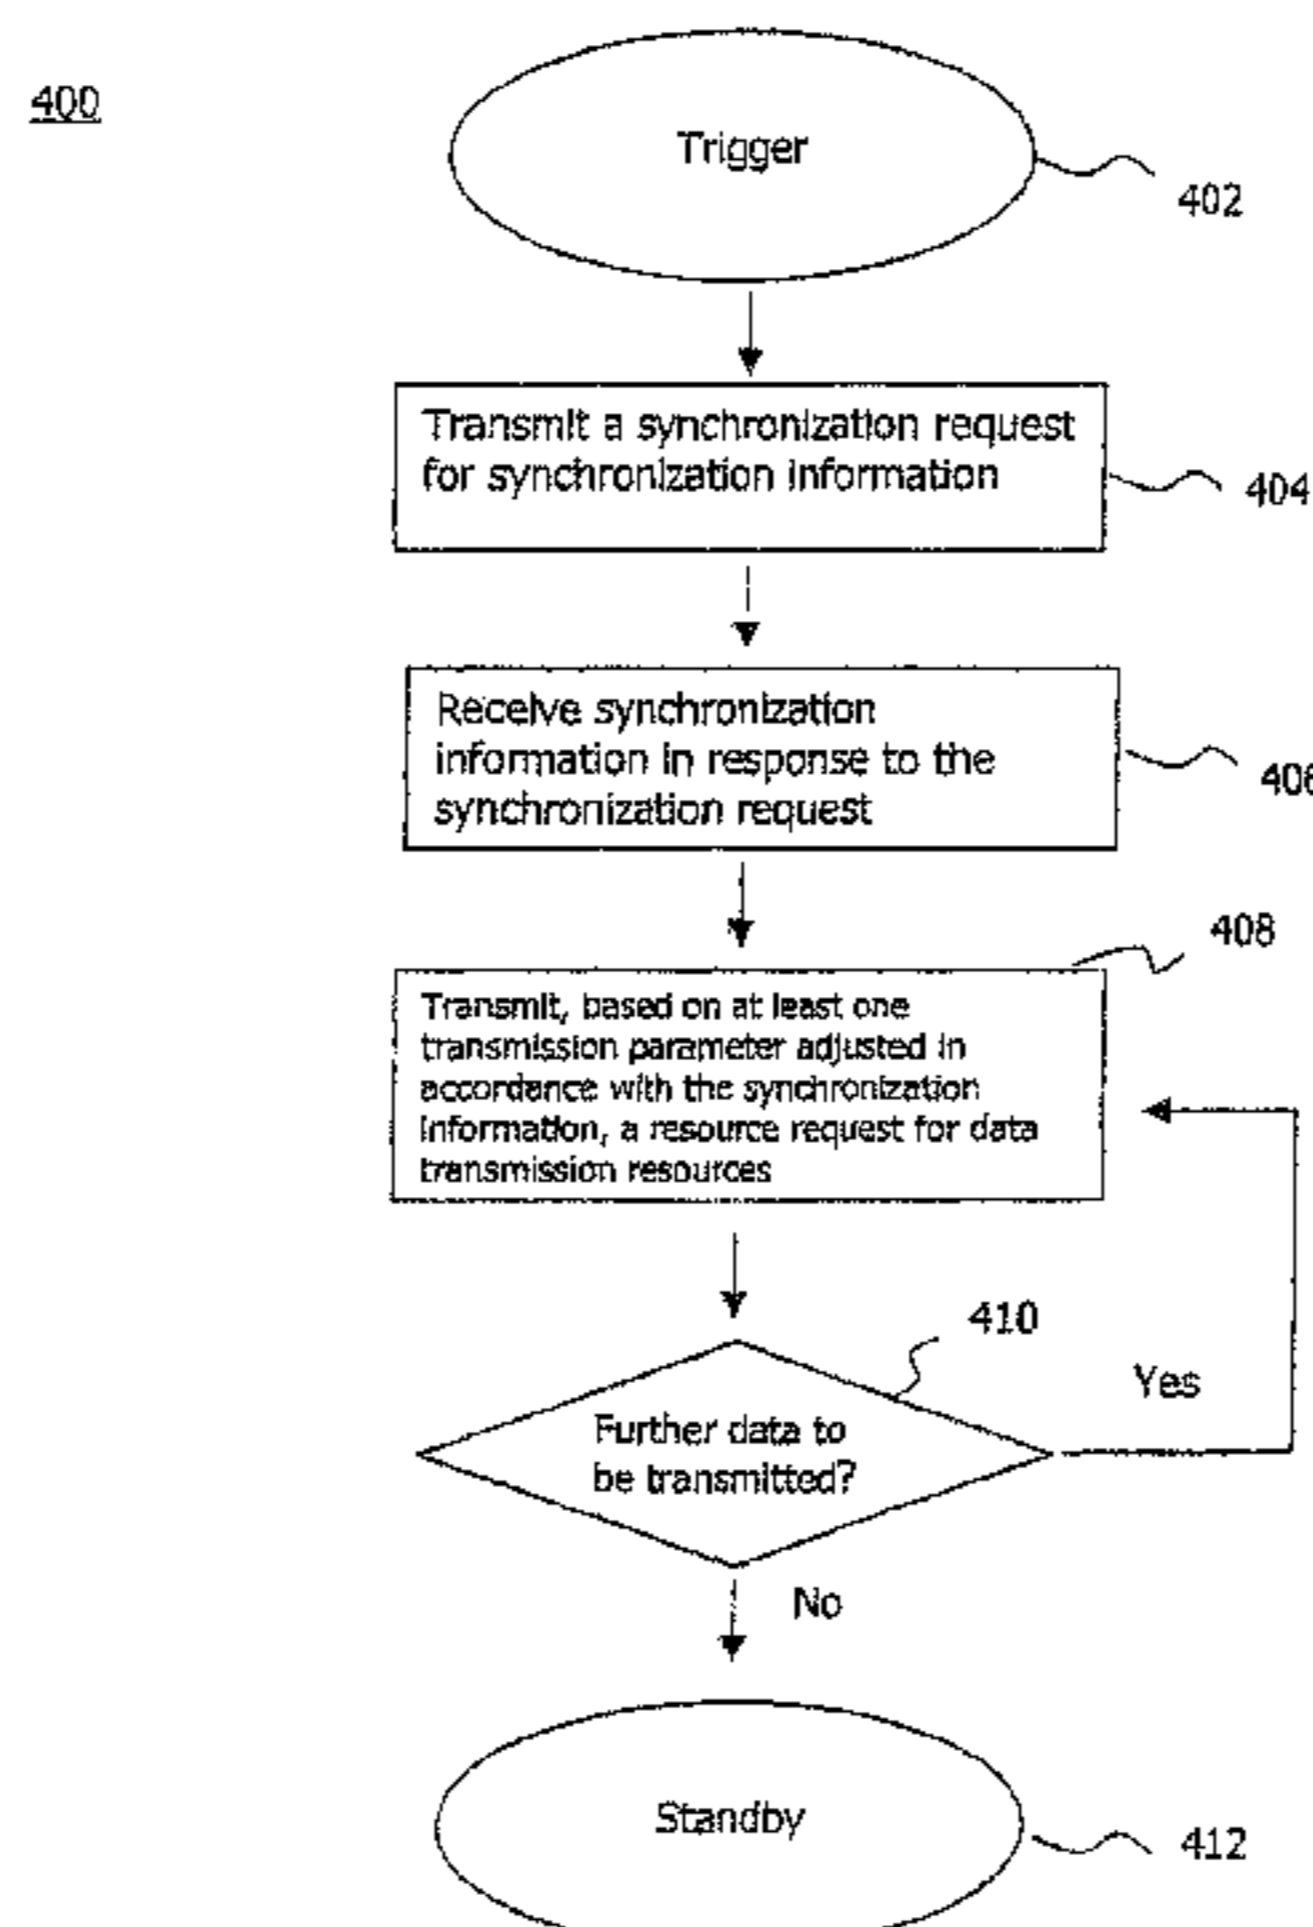 400
Trigger
402
Transmit a synchronization request
for synchronization information
404
Receive synchronization
information in response to the
synchronization request
406
408
Transmit, based on at least one
transmission parameter adjusted in
accordance with the synchronization
information, a resource request for data
transmission resources
410
Yes
Further data to
be transmitted?
No
Standby
412